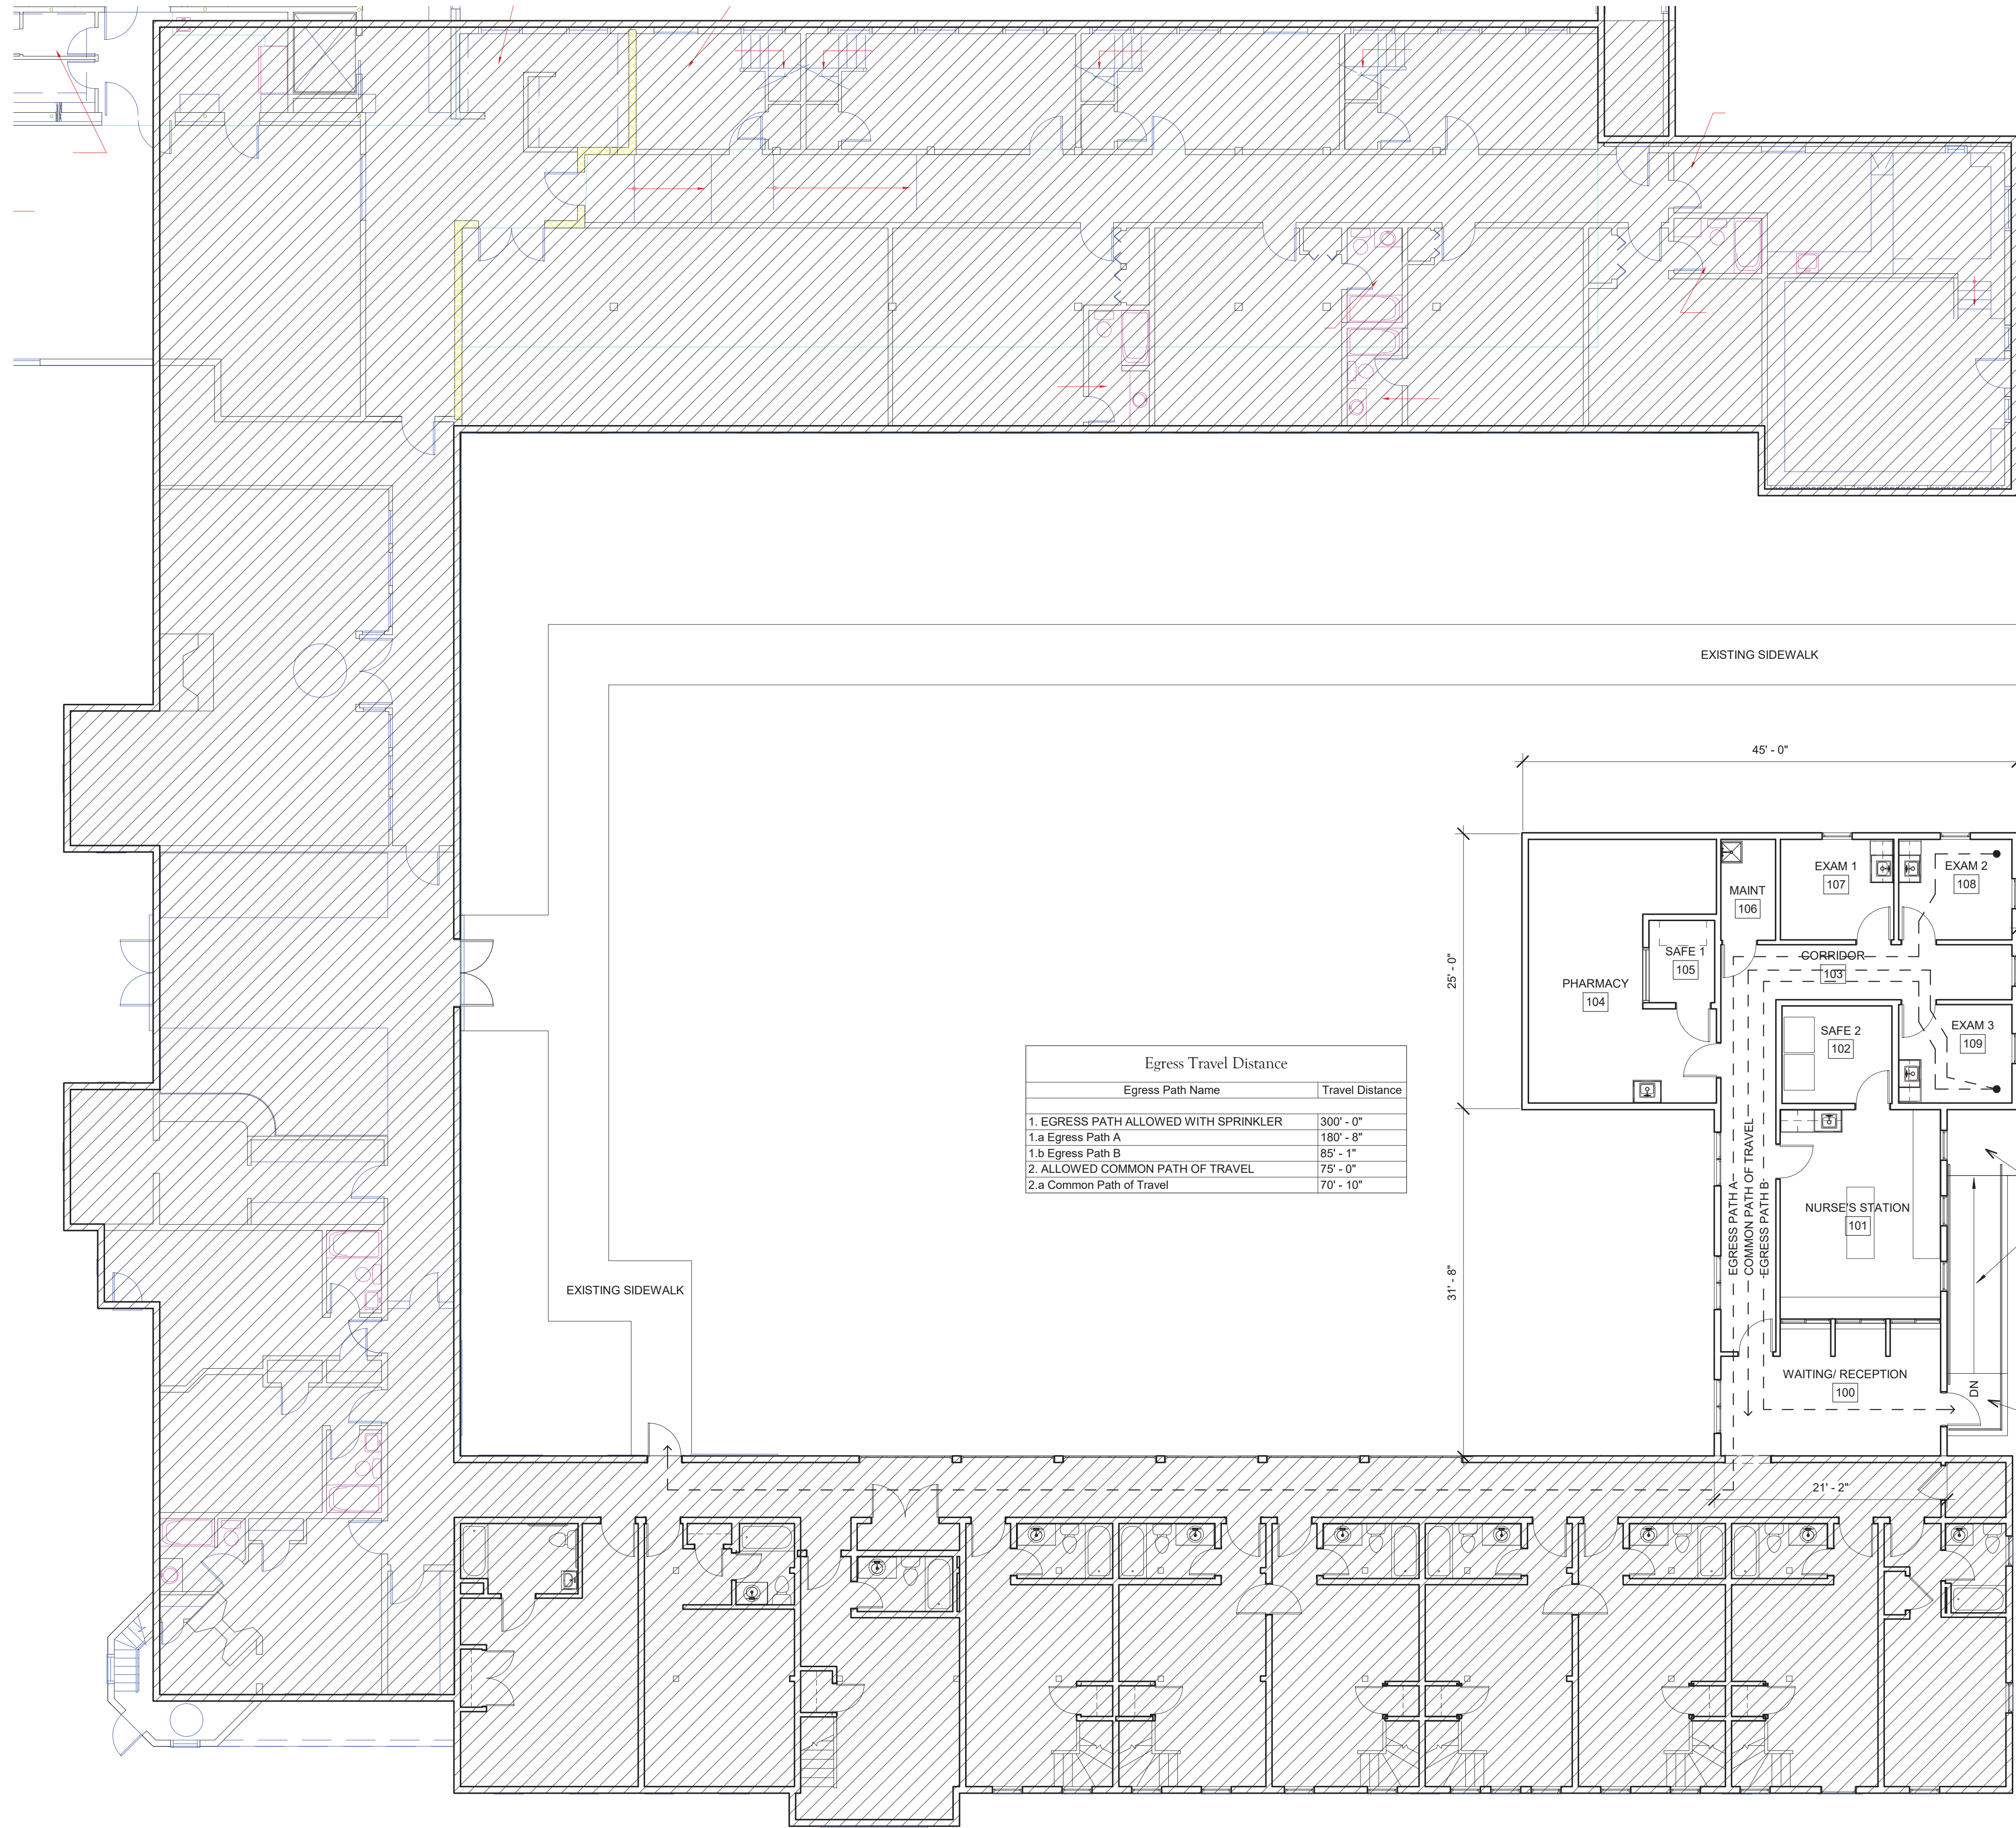 EXISTING SIDEWALK
45' - 0"
25' - 0"
31' - 8"
EXAM 1
107
EXAM 2
108
MAINT
106
SAFE 1
105
CORRIDOR
103
PHARMACY
104
SAFE 2
102
EXAM 3
109
Egress Travel Distance
Egress Path Name Travel Distance
1. EGRESS PATH ALLOWED WITH SPRINKLER 300' - 0"
1.a Egress Path A 180' - 8"
1.b Egress Path B 85' - 1"
2. ALLOWED COMMON PATH OF TRAVEL 75' - 0"
2.a Common Path of Travel 70' - 10"
EGRESS PATH A
COMMON PATH OF TRAVEL
EGRESS PATH B
NURSE'S STATION
101
EXISTING SIDEWALK
WAITING/ RECEPTION
100
DN
21' - 2"